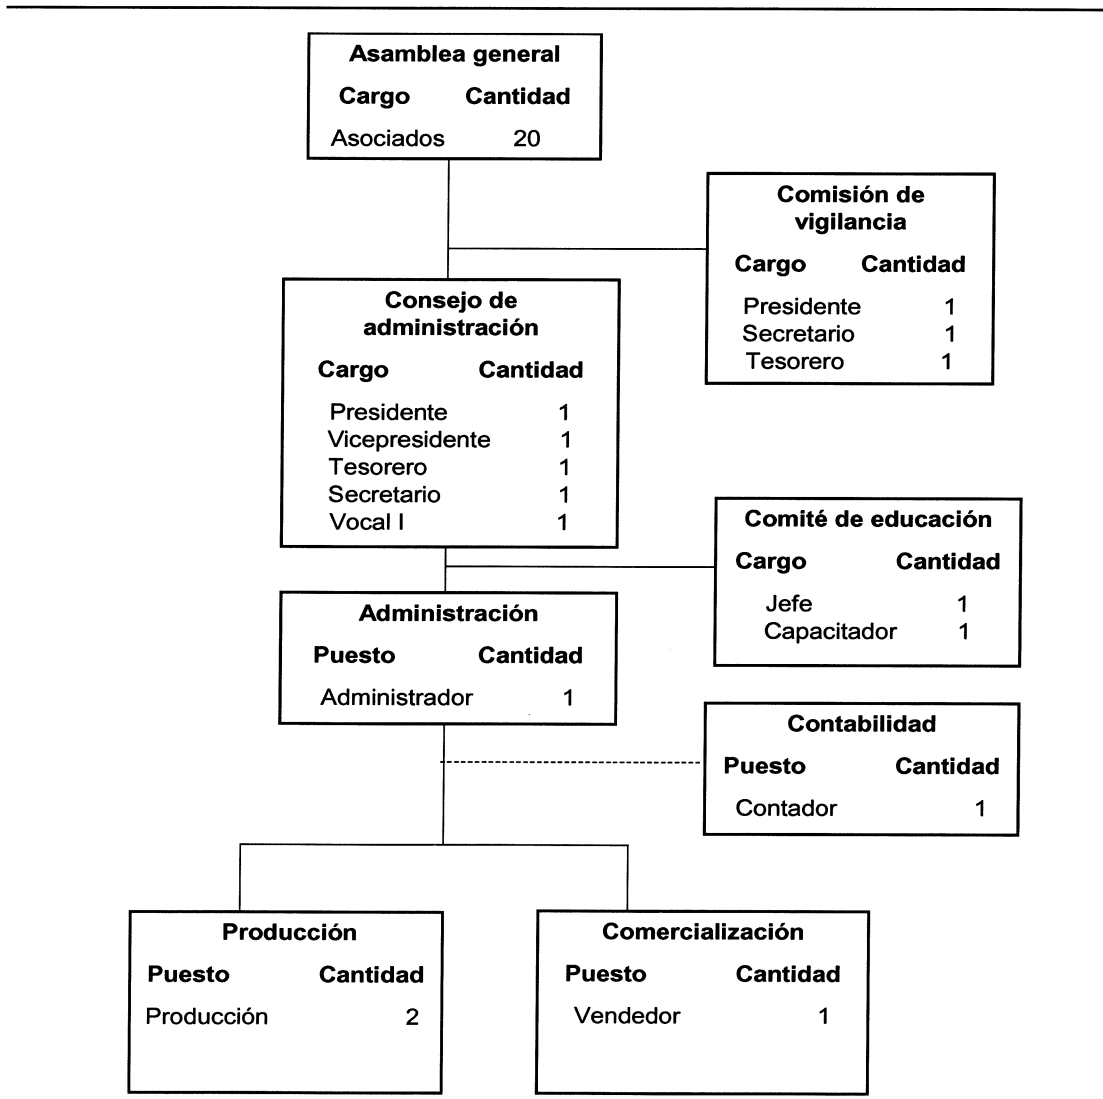 Asamblea general
Cargo Cantidad
Asociados 20
Comisión de
vigilancia
Cargo Cantidad
Presidente 1
Secretario 1
Tesorero 1
Consejo de
administración
Cargo Cantidad
Presidente 1
Vicepresidente 1
Tesorero 1
Secretario 1
Vocal I 1
Comité de educación
Cargo Cantidad
Jefe 1
Capacitador 1
Administración
Puesto Cantidad
Administrador 1
Contabilidad
Puesto Cantidad
Contador 1
Producción
Puesto Cantidad
Producción 2
Comercialización
Puesto Cantidad
Vendedor 1